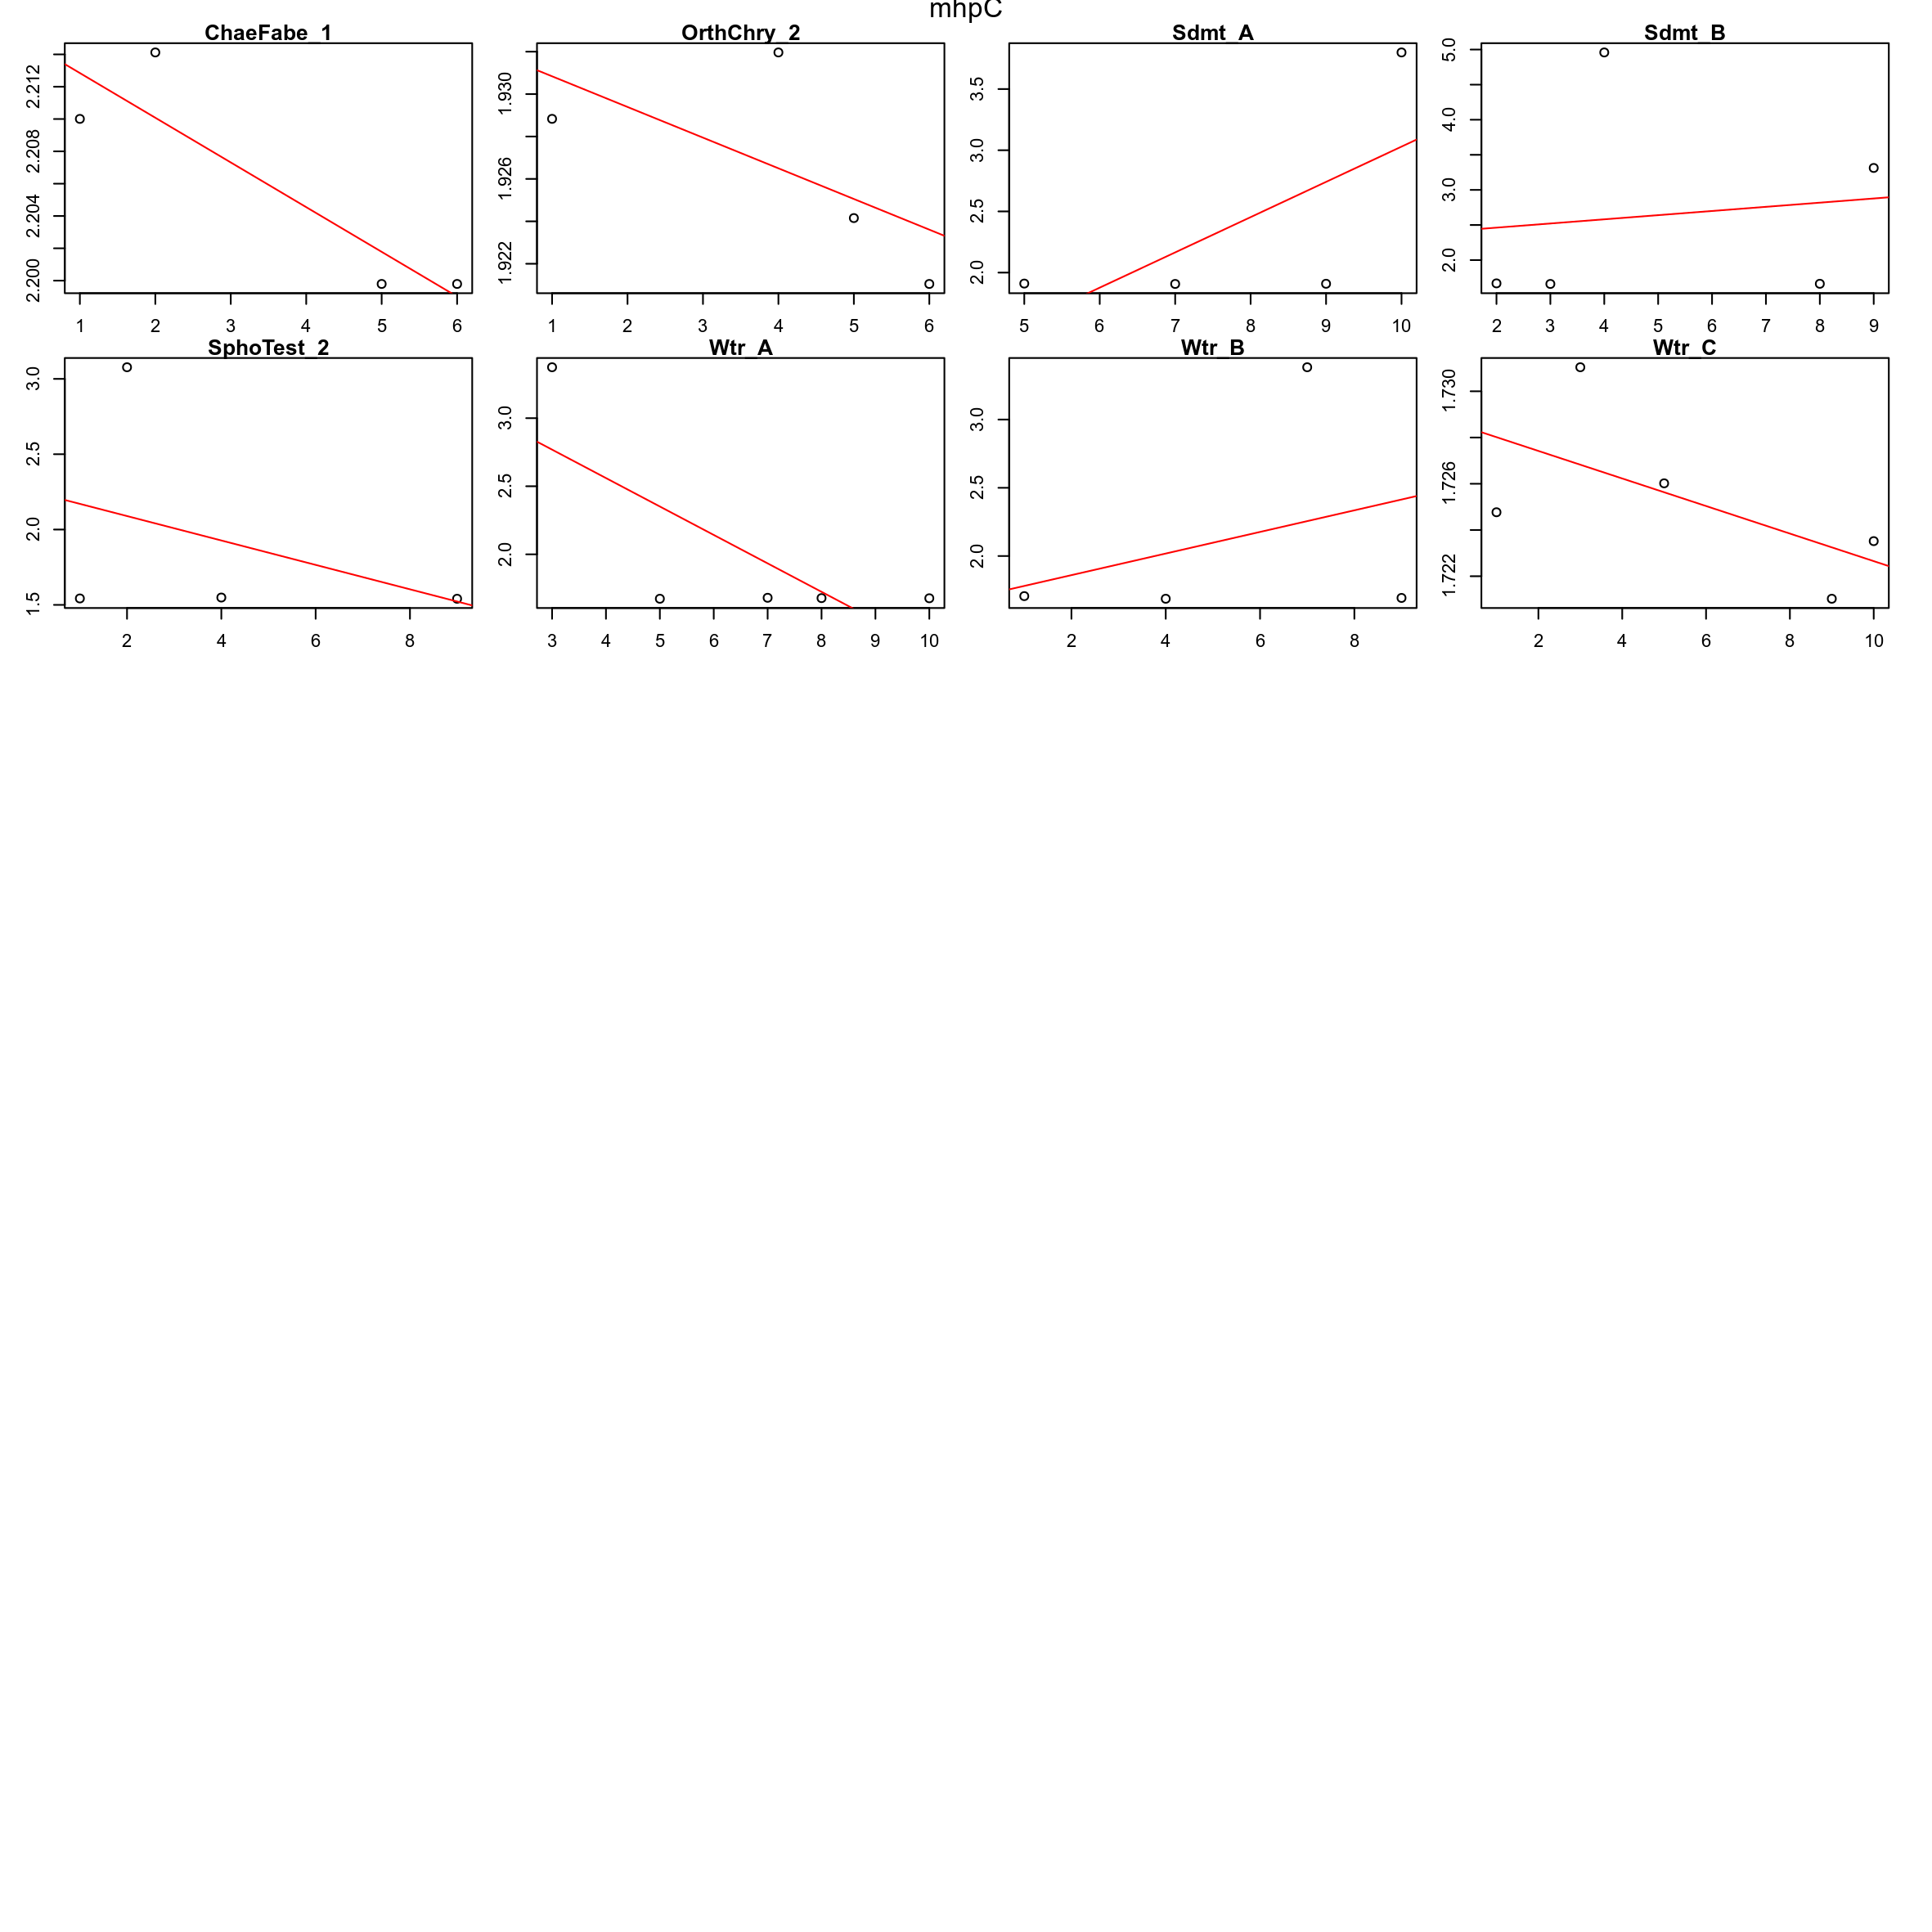 mhpC
ChaeFabe_1
OrthChry_2
Sdmt_A
Sdmt_B
2.200 2.204 2.208 2.212
1 2 3 4 5 6
1.922 1.926 1.930
1 2 3 4 5 6
2.0 2.5 3.0 3.5
5 6 7 8 9 10
2.0 3.0 4.0 5.0
2 3 4 5 6 7 8 9
SphoTest_2
Wtr_A
Wtr_B
Wtr_C
1.5 2.0 2.5 3.0
2 4 6 8
2.0 2.5 3.0
3 4 5 6 7 8 9 10
2.0 2.5 3.0
2 4 6 8
1.722 1.726 1.730
2 4 6 8 10